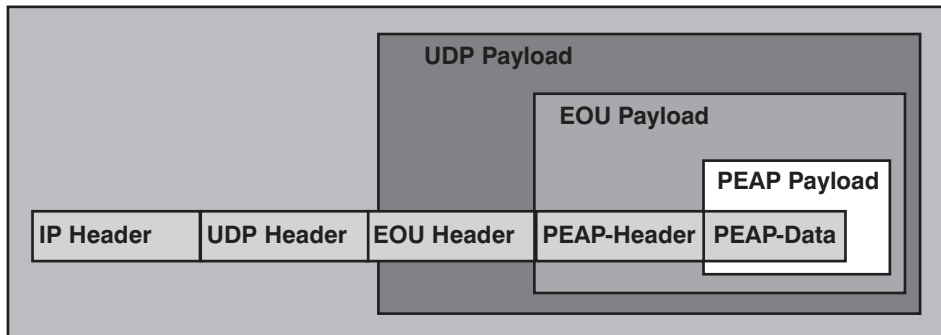 UDP Payload
EOU Payload
PEAP Payload
IP Header
UDP Header
EOU Header
PEAP-Header
PEAP-Data